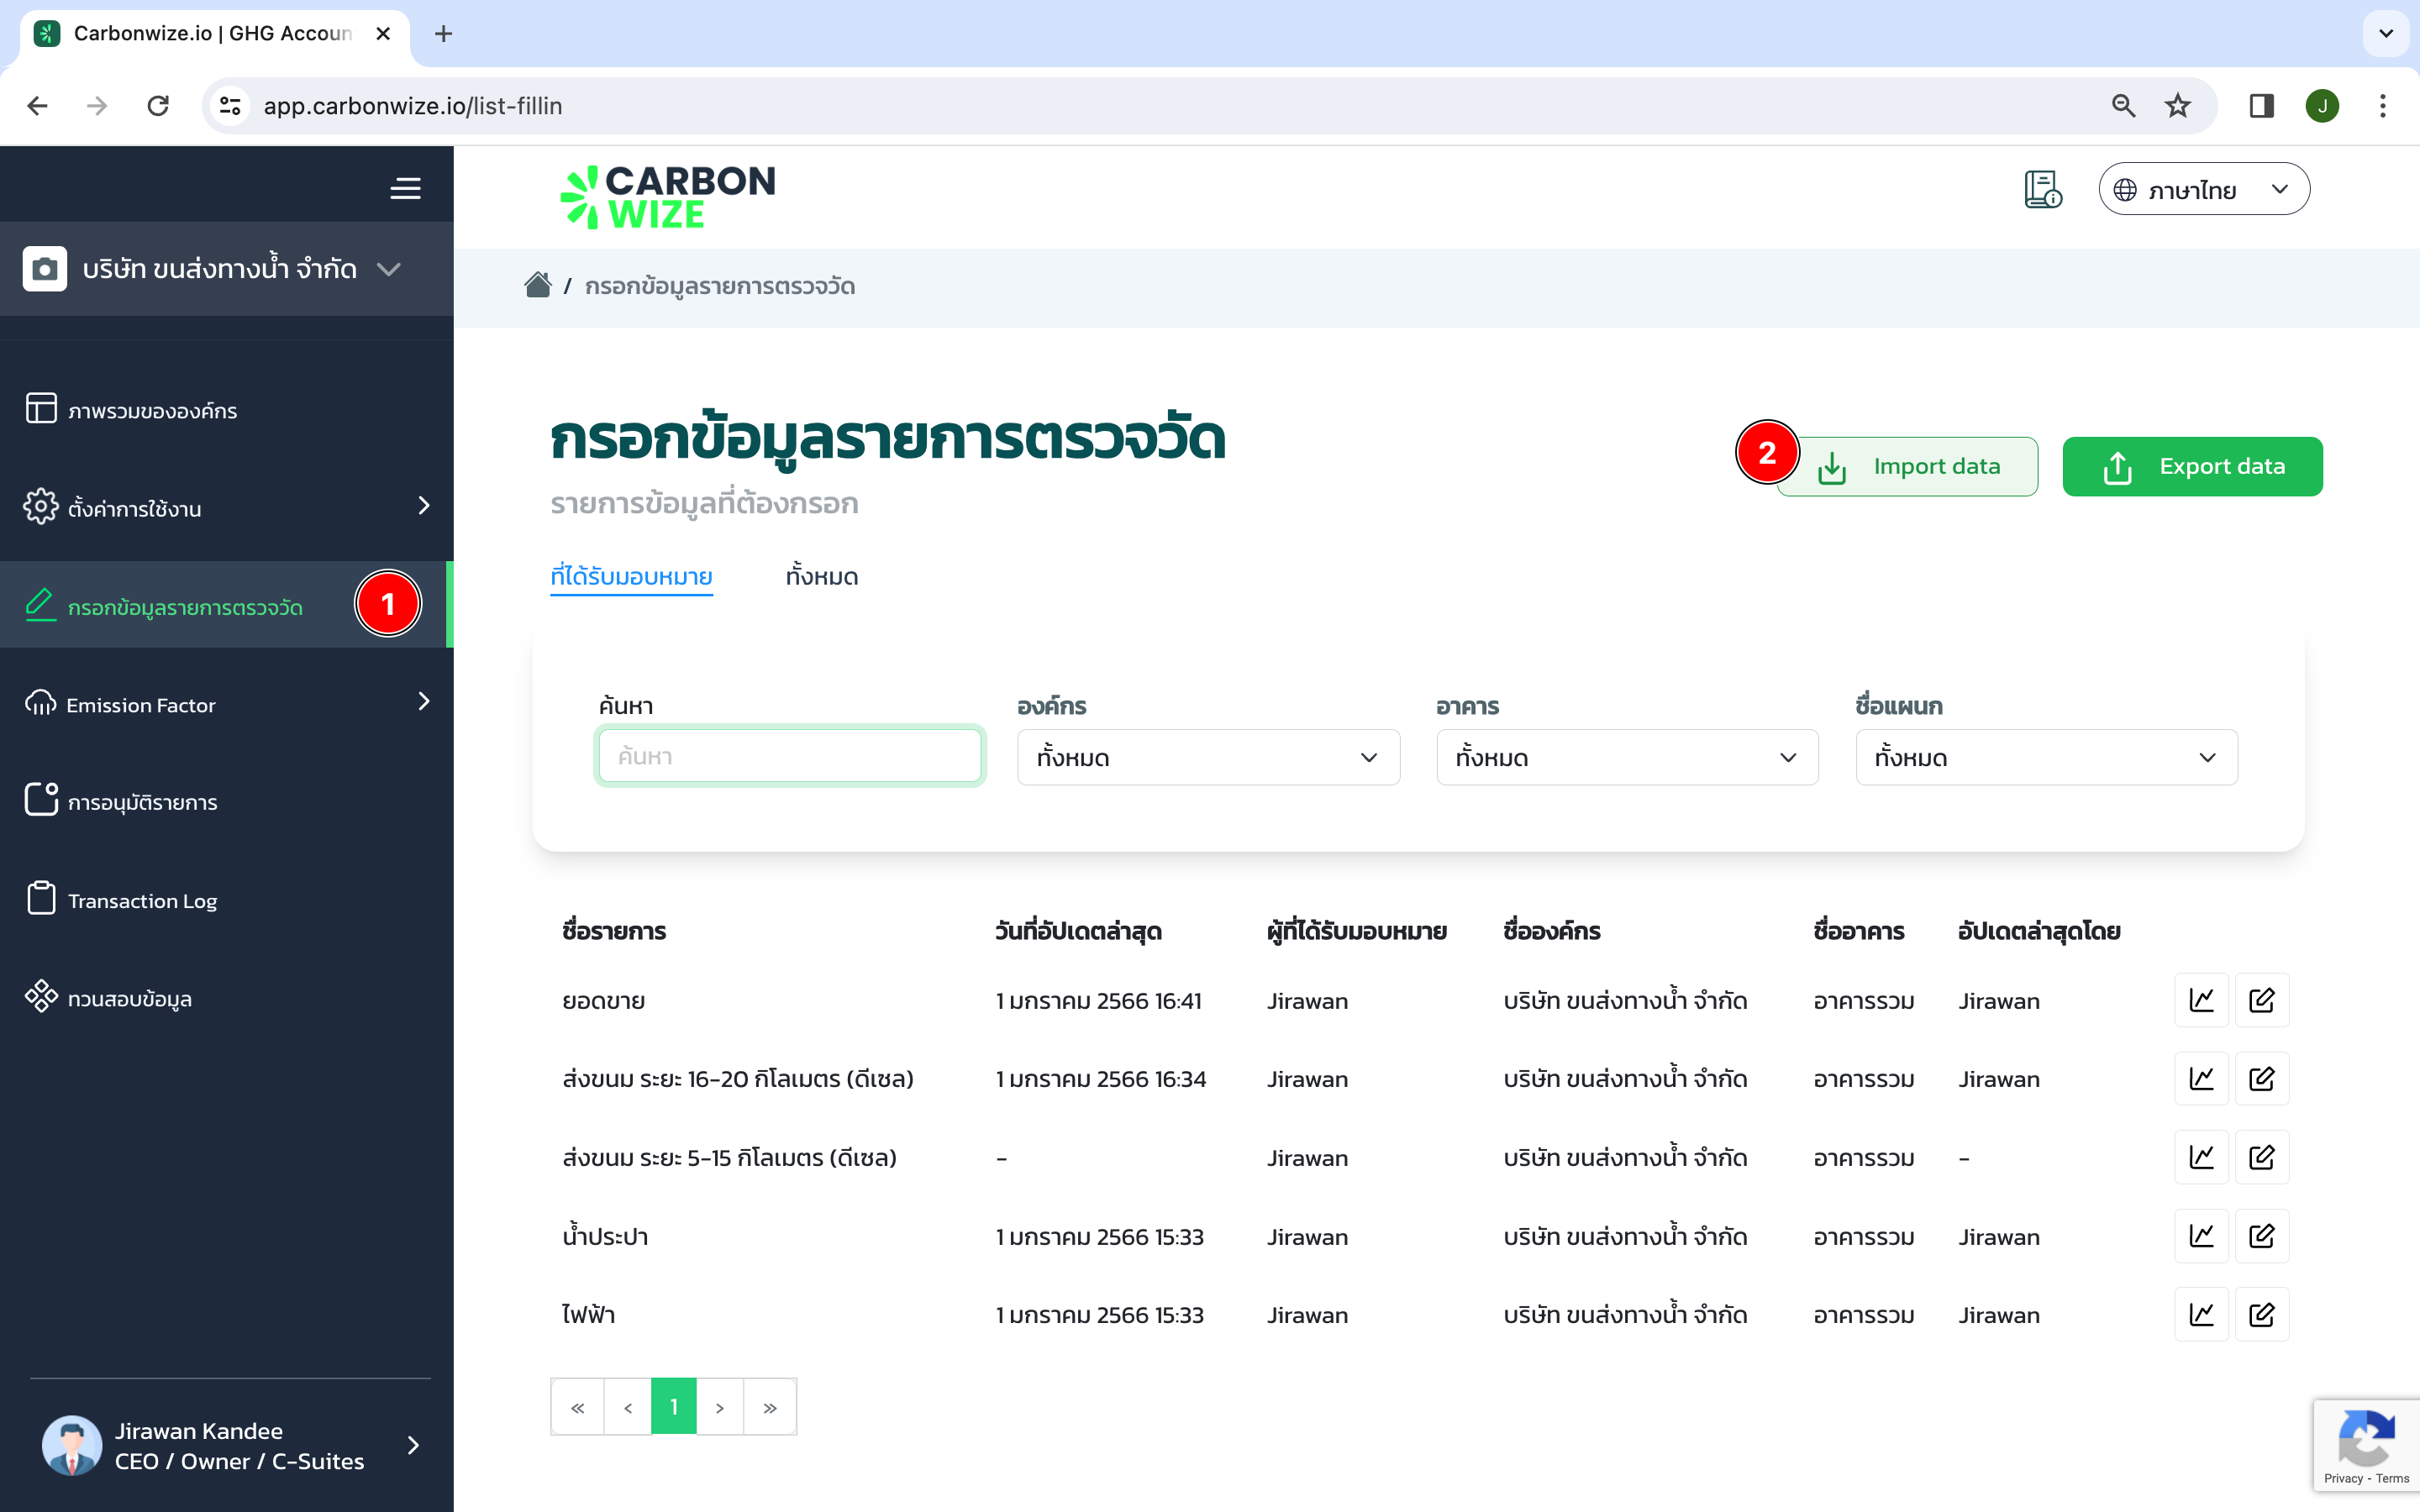 Carbonwize.io | GHG Accoun
app.carbonwize.io/list-fillin
J
CARBON
WIZE
ภาษาไทย
บริษัท ขนส่งทางน้ำ จำกัด
/ กรอกข้อมูลรายการตรวจวัด
ภาพรวมขององค์กร
ตั้งค่าการใช้งาน
กรอกข้อมูลรายการตรวจวัด 1
Emission Factor
การอนุมัติรายการ
Transaction Log
ทวนสอบข้อมูล
Jirawan Kandee
CEO / Owner / C-Suites
กรอกข้อมูลรายการตรวจวัด
รายการข้อมูลที่ต้องกรอก
2 Import data Export data
ที่ได้รับมอบหมาย ทั้งหมด
ค้นหา องค์กร อาคาร ชื่อแผนก
ค้นหา ทั้งหมด ทั้งหมด ทั้งหมด
ชื่อรายการ วันที่อัปเดตล่าสุด ผู้ที่ได้รับมอบหมาย ชื่อองค์กร ชื่ออาคาร อัปเดตล่าสุดโดย
ยอดขาย 1 มกราคม 2566 16:41 Jirawan บริษัท ขนส่งทางน้ำ จำกัด อาคารรวม Jirawan
ส่งขนม ระยะ 16-20 กิโลเมตร (ดีเซล) 1 มกราคม 2566 16:34 Jirawan บริษัท ขนส่งทางน้ำ จำกัด อาคารรวม Jirawan
ส่งขนม ระยะ 5-15 กิโลเมตร (ดีเซล) - Jirawan บริษัท ขนส่งทางน้ำ จำกัด อาคารรวม -
น้ำประปา 1 มกราคม 2566 15:33 Jirawan บริษัท ขนส่งทางน้ำ จำกัด อาคารรวม Jirawan
ไฟฟ้า 1 มกราคม 2566 15:33 Jirawan บริษัท ขนส่งทางน้ำ จำกัด อาคารรวม Jirawan
« < 1 > »
Privacy - Terms